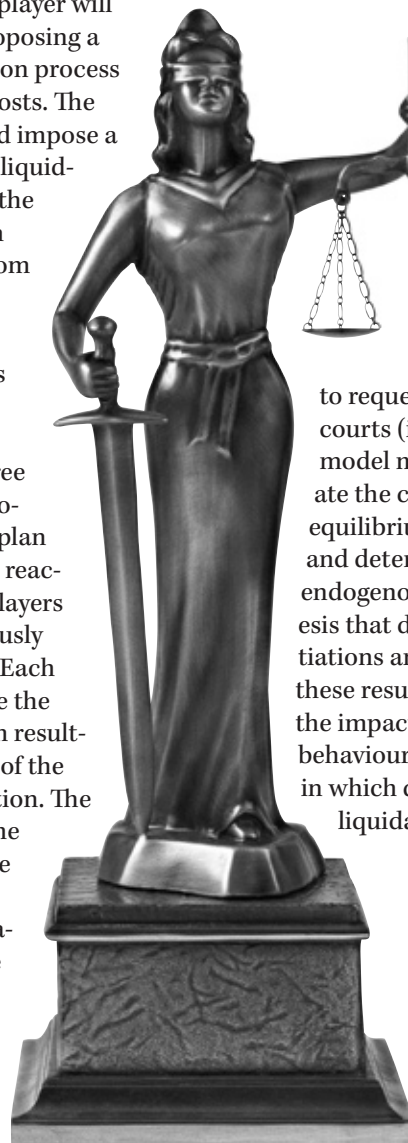 player will
oposing a
on process
osts. The
d impose a
liquid-
the
n
om
s
ree
o-
plan
reac-
layers
usly
Each
e the
n result-
of the
tion. The
he
e
a-
e
to reque
courts (i
model m
ate the c
equilibriu
and deter
endogeno
esis that d
tiations ar
these resu
the impac
behaviour
in which d
liquida